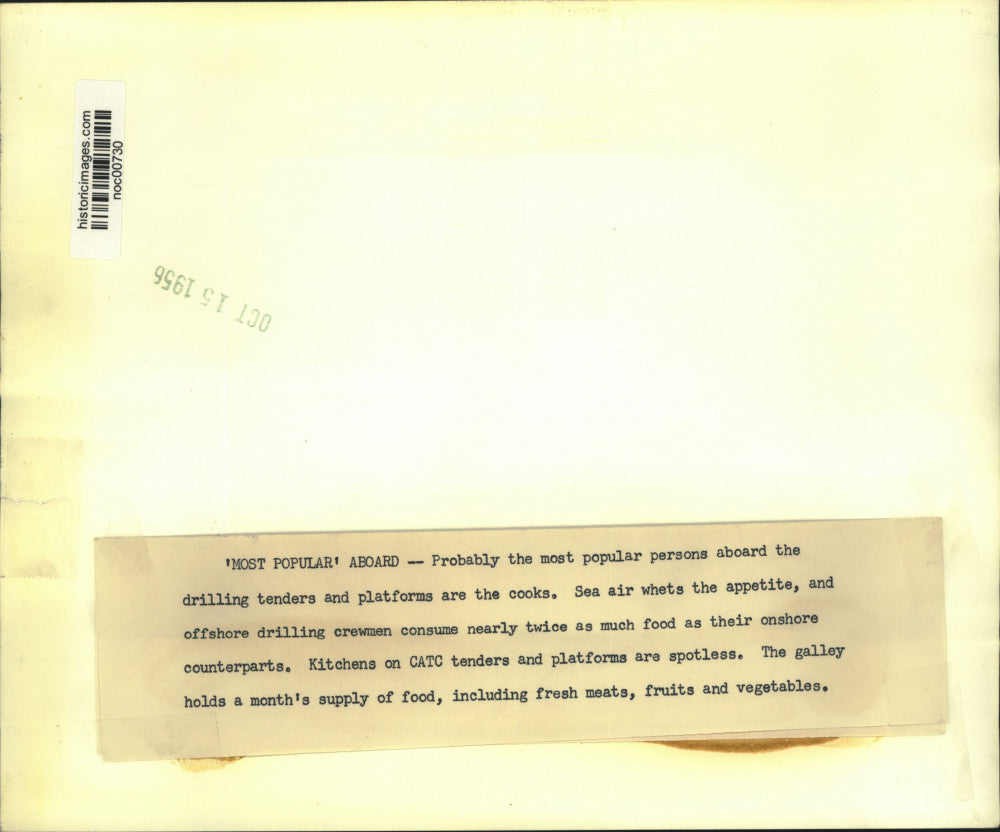 historicimages.com
noc00730
OCT 15 1956
'MOST POPULAR' ABOARD -- Probably the most popular persons aboard the
drilling tenders and platforms are the cooks. Sea air whets the appetite, and
offshore drilling crewmen consume nearly twice as much food as their onshore
counterparts. Kitchens on CATC tenders and platforms are spotless. The galley
holds a month's supply of food, including fresh meats, fruits and vegetables.